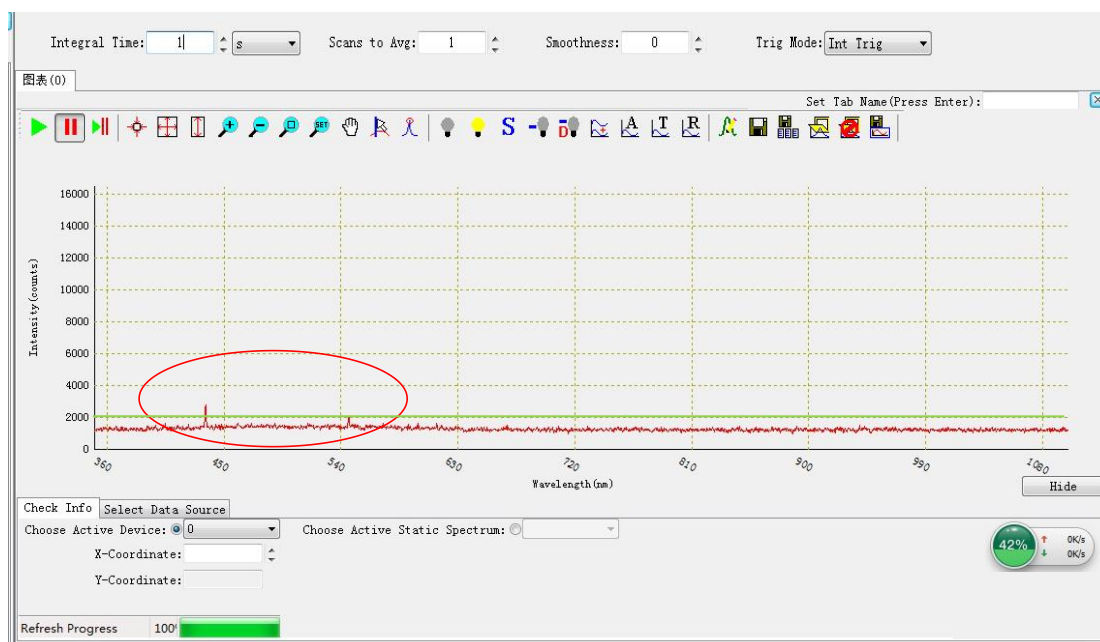 Integral Time: 1 s Scans to Avg: 1 Smoothness: 0 Trig Mode: Int Trig
图表(0)
Set Tab Name(Press Enter):
SET S D A T R
16000
14000
12000
10000
8000
6000
4000
2000
0
Intensity(counts)
360 450 540 630 720 810 900 990 1080
Wavelength(nm)
Hide
Check Info Select Data Source
Choose Active Device: 0 Choose Active Static Spectrum:
X-Coordinate:
Y-Coordinate:
42% 0K/s
0K/s
Refresh Progress 100